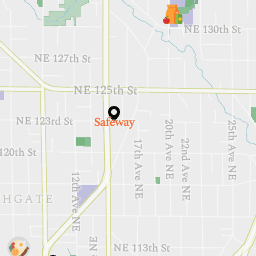 NE 130th St
NE 127th St
NE 125th St
NE 123rd St
Safeway
120th St
17th Ave NE
20th Ave NE
22nd Ave NE
25th Ave NE
12th Ave NE
HGATE
NE 113th St